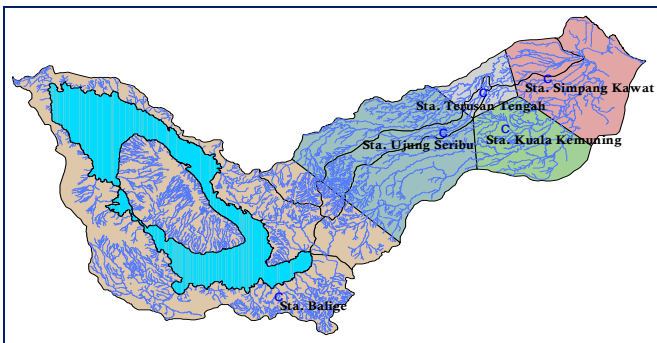 C
Sta. Simpang Kawat
C
Sta. Terusan Tengah
C
Sta. Kuala Kemuning
C
Sta. Ujung Seribu
C
Sta. Balige